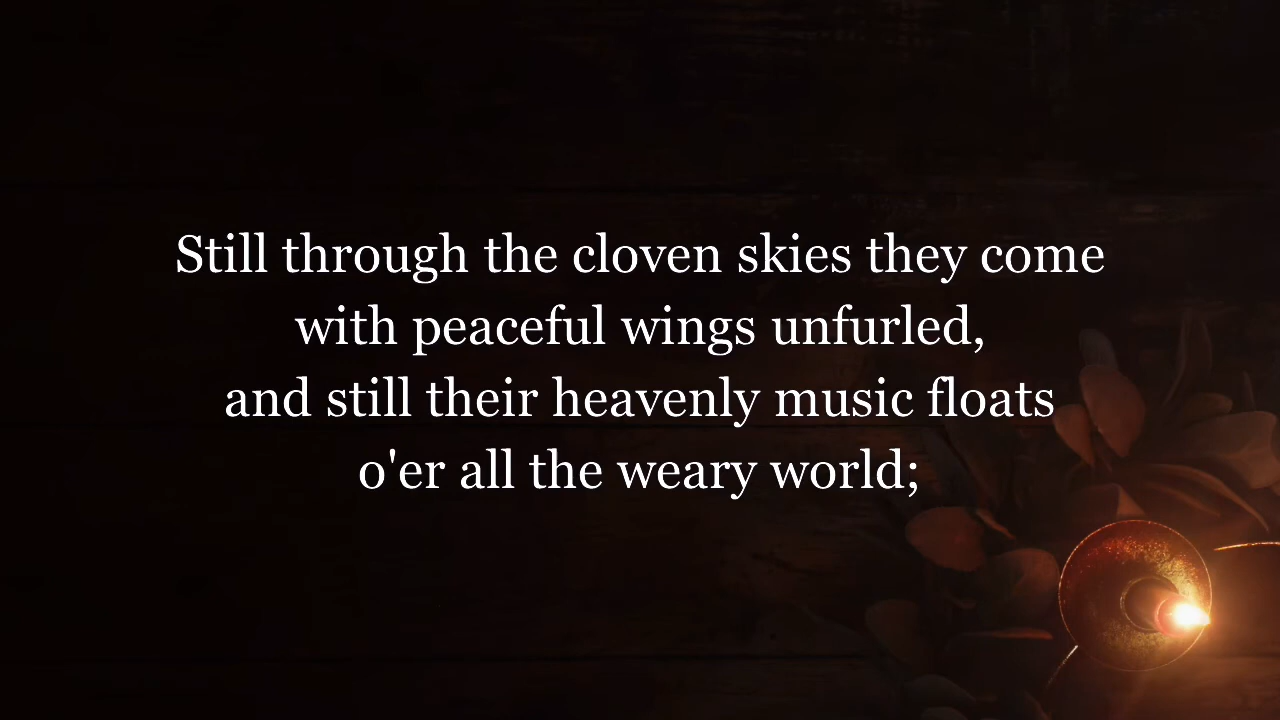 Still through the cloven skies they come
with peaceful wings unfurled,
and still their heavenly music floats
o'er all the weary world;